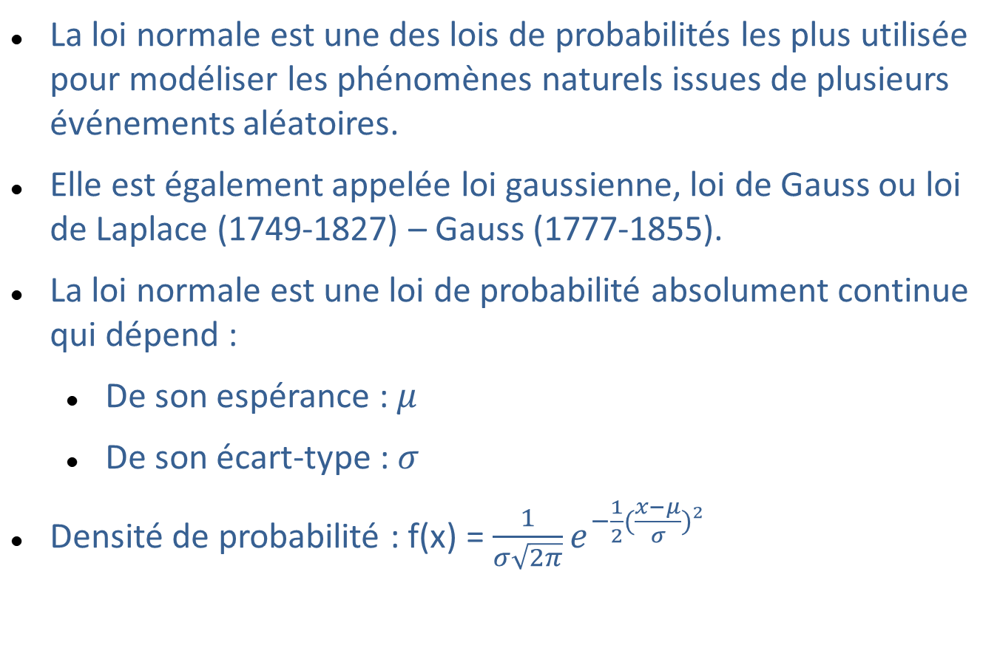 • La loi normale est une des lois de probabilités les plus utilisée
pour modéliser les phénomènes naturels issues de plusieurs
événements aléatoires.
• Elle est également appelée loi gaussienne, loi de Gauss ou loi
de Laplace (1749-1827) – Gauss (1777-1855).
• La loi normale est une loi de probabilité absolument continue
qui dépend :
• De son espérance : μ
• De son écart-type : σ
• Densité de probabilité : f(x) = $\frac{1}{\sigma\sqrt{2\pi}} e^{-\frac{1}{2}(\frac{x-\mu}{\sigma})^2}$